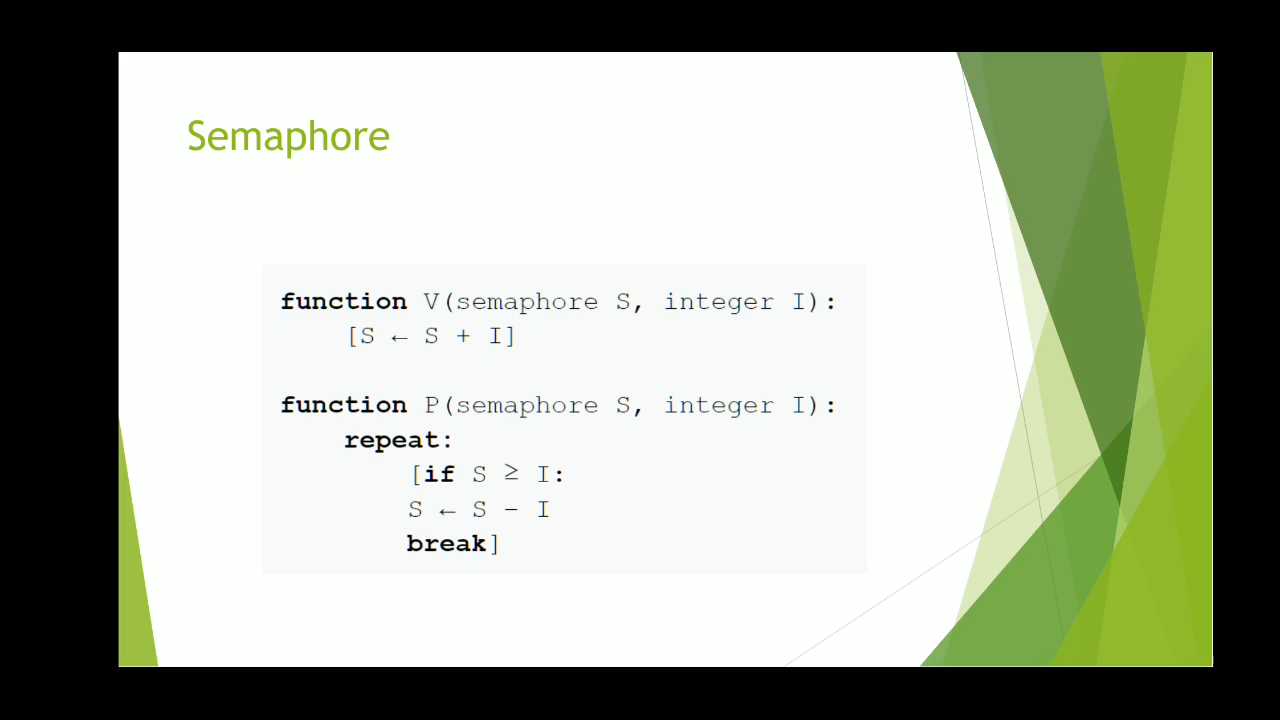 Semaphore
function V(semaphore S, integer I):
[S ← S + I]
function P(semaphore S, integer I):
repeat:
[if S ≥ I:
S ← S − I
break]